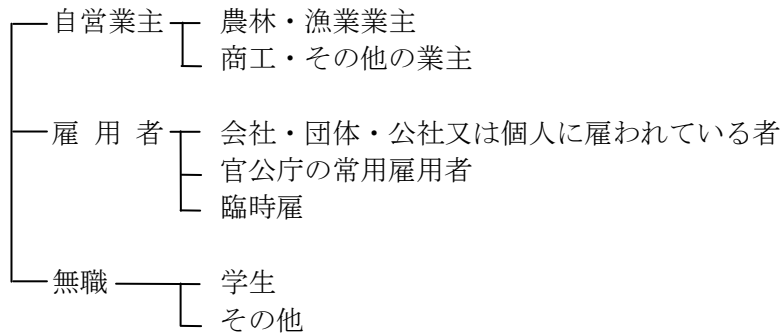 自営業主 農林・漁業業主
商工・その他の業主
雇用者 会社・団体・公社又は個人に雇われている者
官公庁の常用雇用者
臨時雇
無職 学生
その他